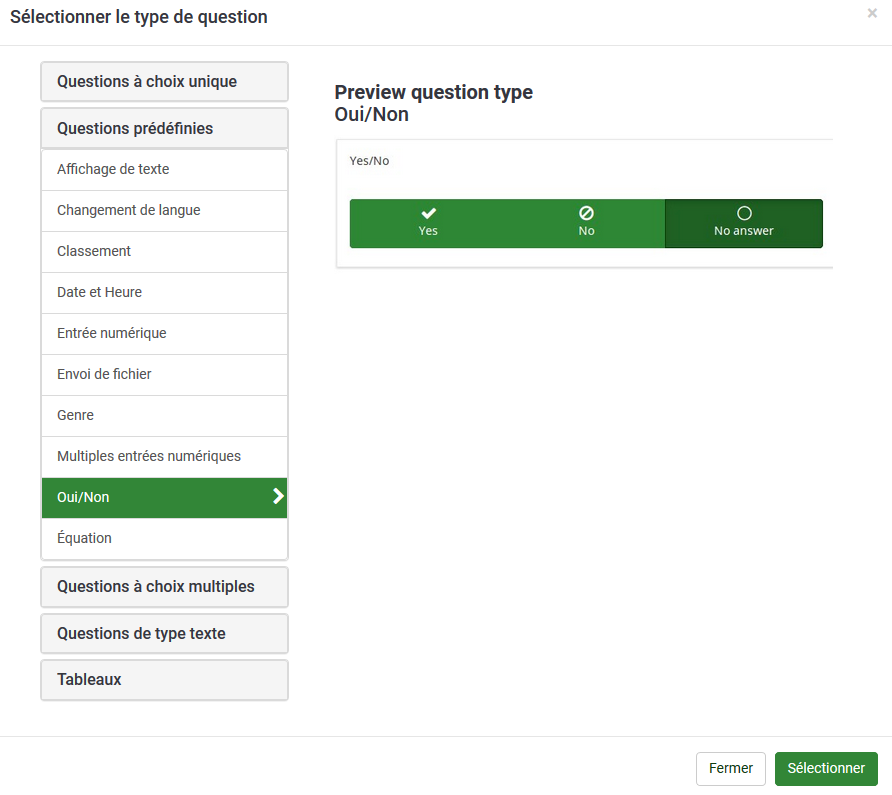 Sélectionner le type de question
×
Questions à choix unique
Questions prédéfinies
Affichage de texte
Changement de langue
Classement
Date et Heure
Entrée numérique
Envoi de fichier
Genre
Multiples entrées numériques
Oui/Non
Équation
Questions à choix multiples
Questions de type texte
Tableaux
Preview question type
Oui/Non
Yes/No
Yes
No
No answer
Fermer
Sélectionner